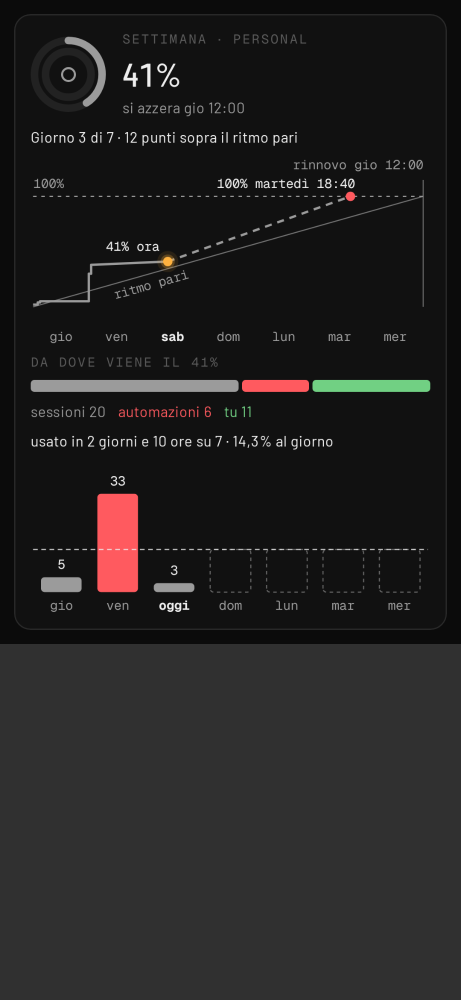 SETTIMANA · PERSONAL
41%
si azzera gio 12:00
Giorno 3 di 7 · 12 punti sopra il ritmo pari
rinnovo gio 12:00
100% 100% martedì 18:40
41% ora
ritmo pari
gio ven sab dom lun mar mer
DA DOVE VIENE IL 41%
sessioni 20 automazioni 6 tu 11
usato in 2 giorni e 10 ore su 7 · 14,3% al giorno
33
5 3
gio ven oggi dom lun mar mer